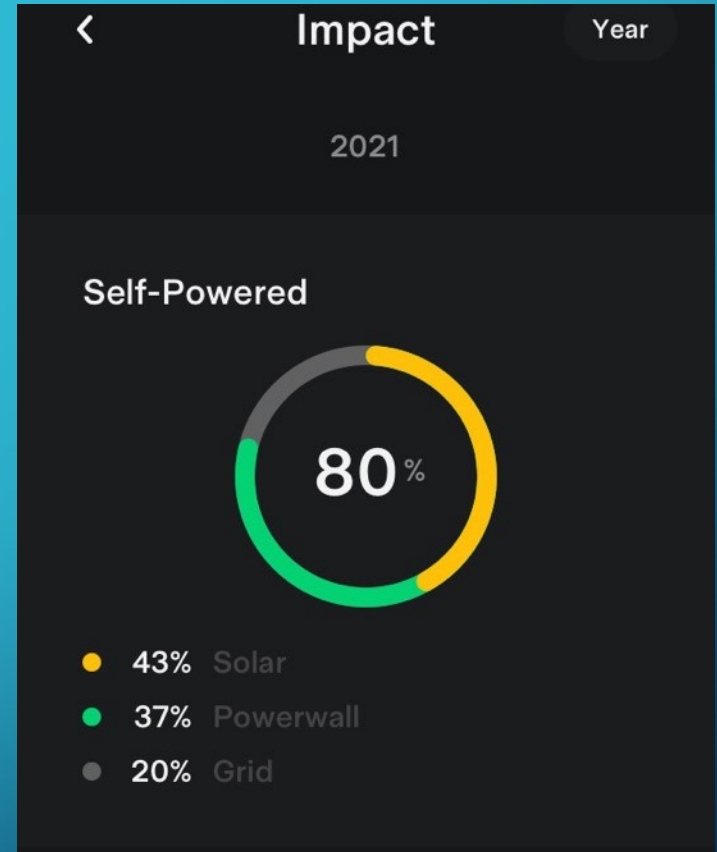 Impact Year
2021
Self-Powered
80%
43% Solar
37% Powerwall
20% Grid